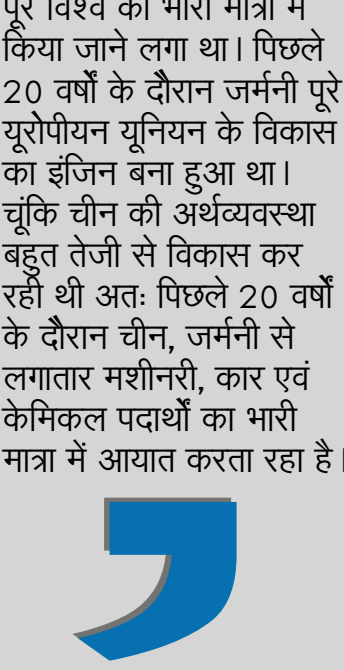 पूरे विश्व को भारी मात्रा में
किया जाने लगा था। पिछले
20 वर्षों के दौरान जर्मनी पूरे
यूरोपीयन यूनियन के विकास
का इंजिन बना हुआ था।
चूंकि चीन की अर्थव्यवस्था
बहुत तेजी से विकास कर
रही थी अतः पिछले 20 वर्षों
के दौरान चीन, जर्मनी से
लगातार मशीनरी, कार एवं
केमिकल पदार्थों का भारी
मात्रा में आयात करता रहा है।